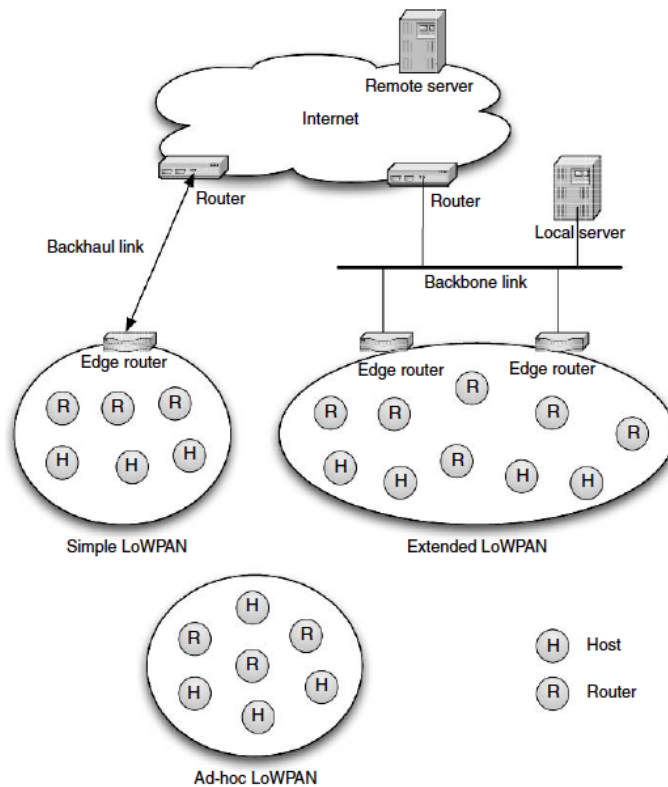 Remote server
Internet
Router
Router
Backhaul link
Local server
Backbone link
Edge router
Edge router
Edge router
R
R
R
H
H
H
R
R
R
R
R
H
H
R
H
H
Simple LoWPAN
Extended LoWPAN
H
R
R
R
H
H
H
H
Host
R
Router
Ad-hoc LoWPAN